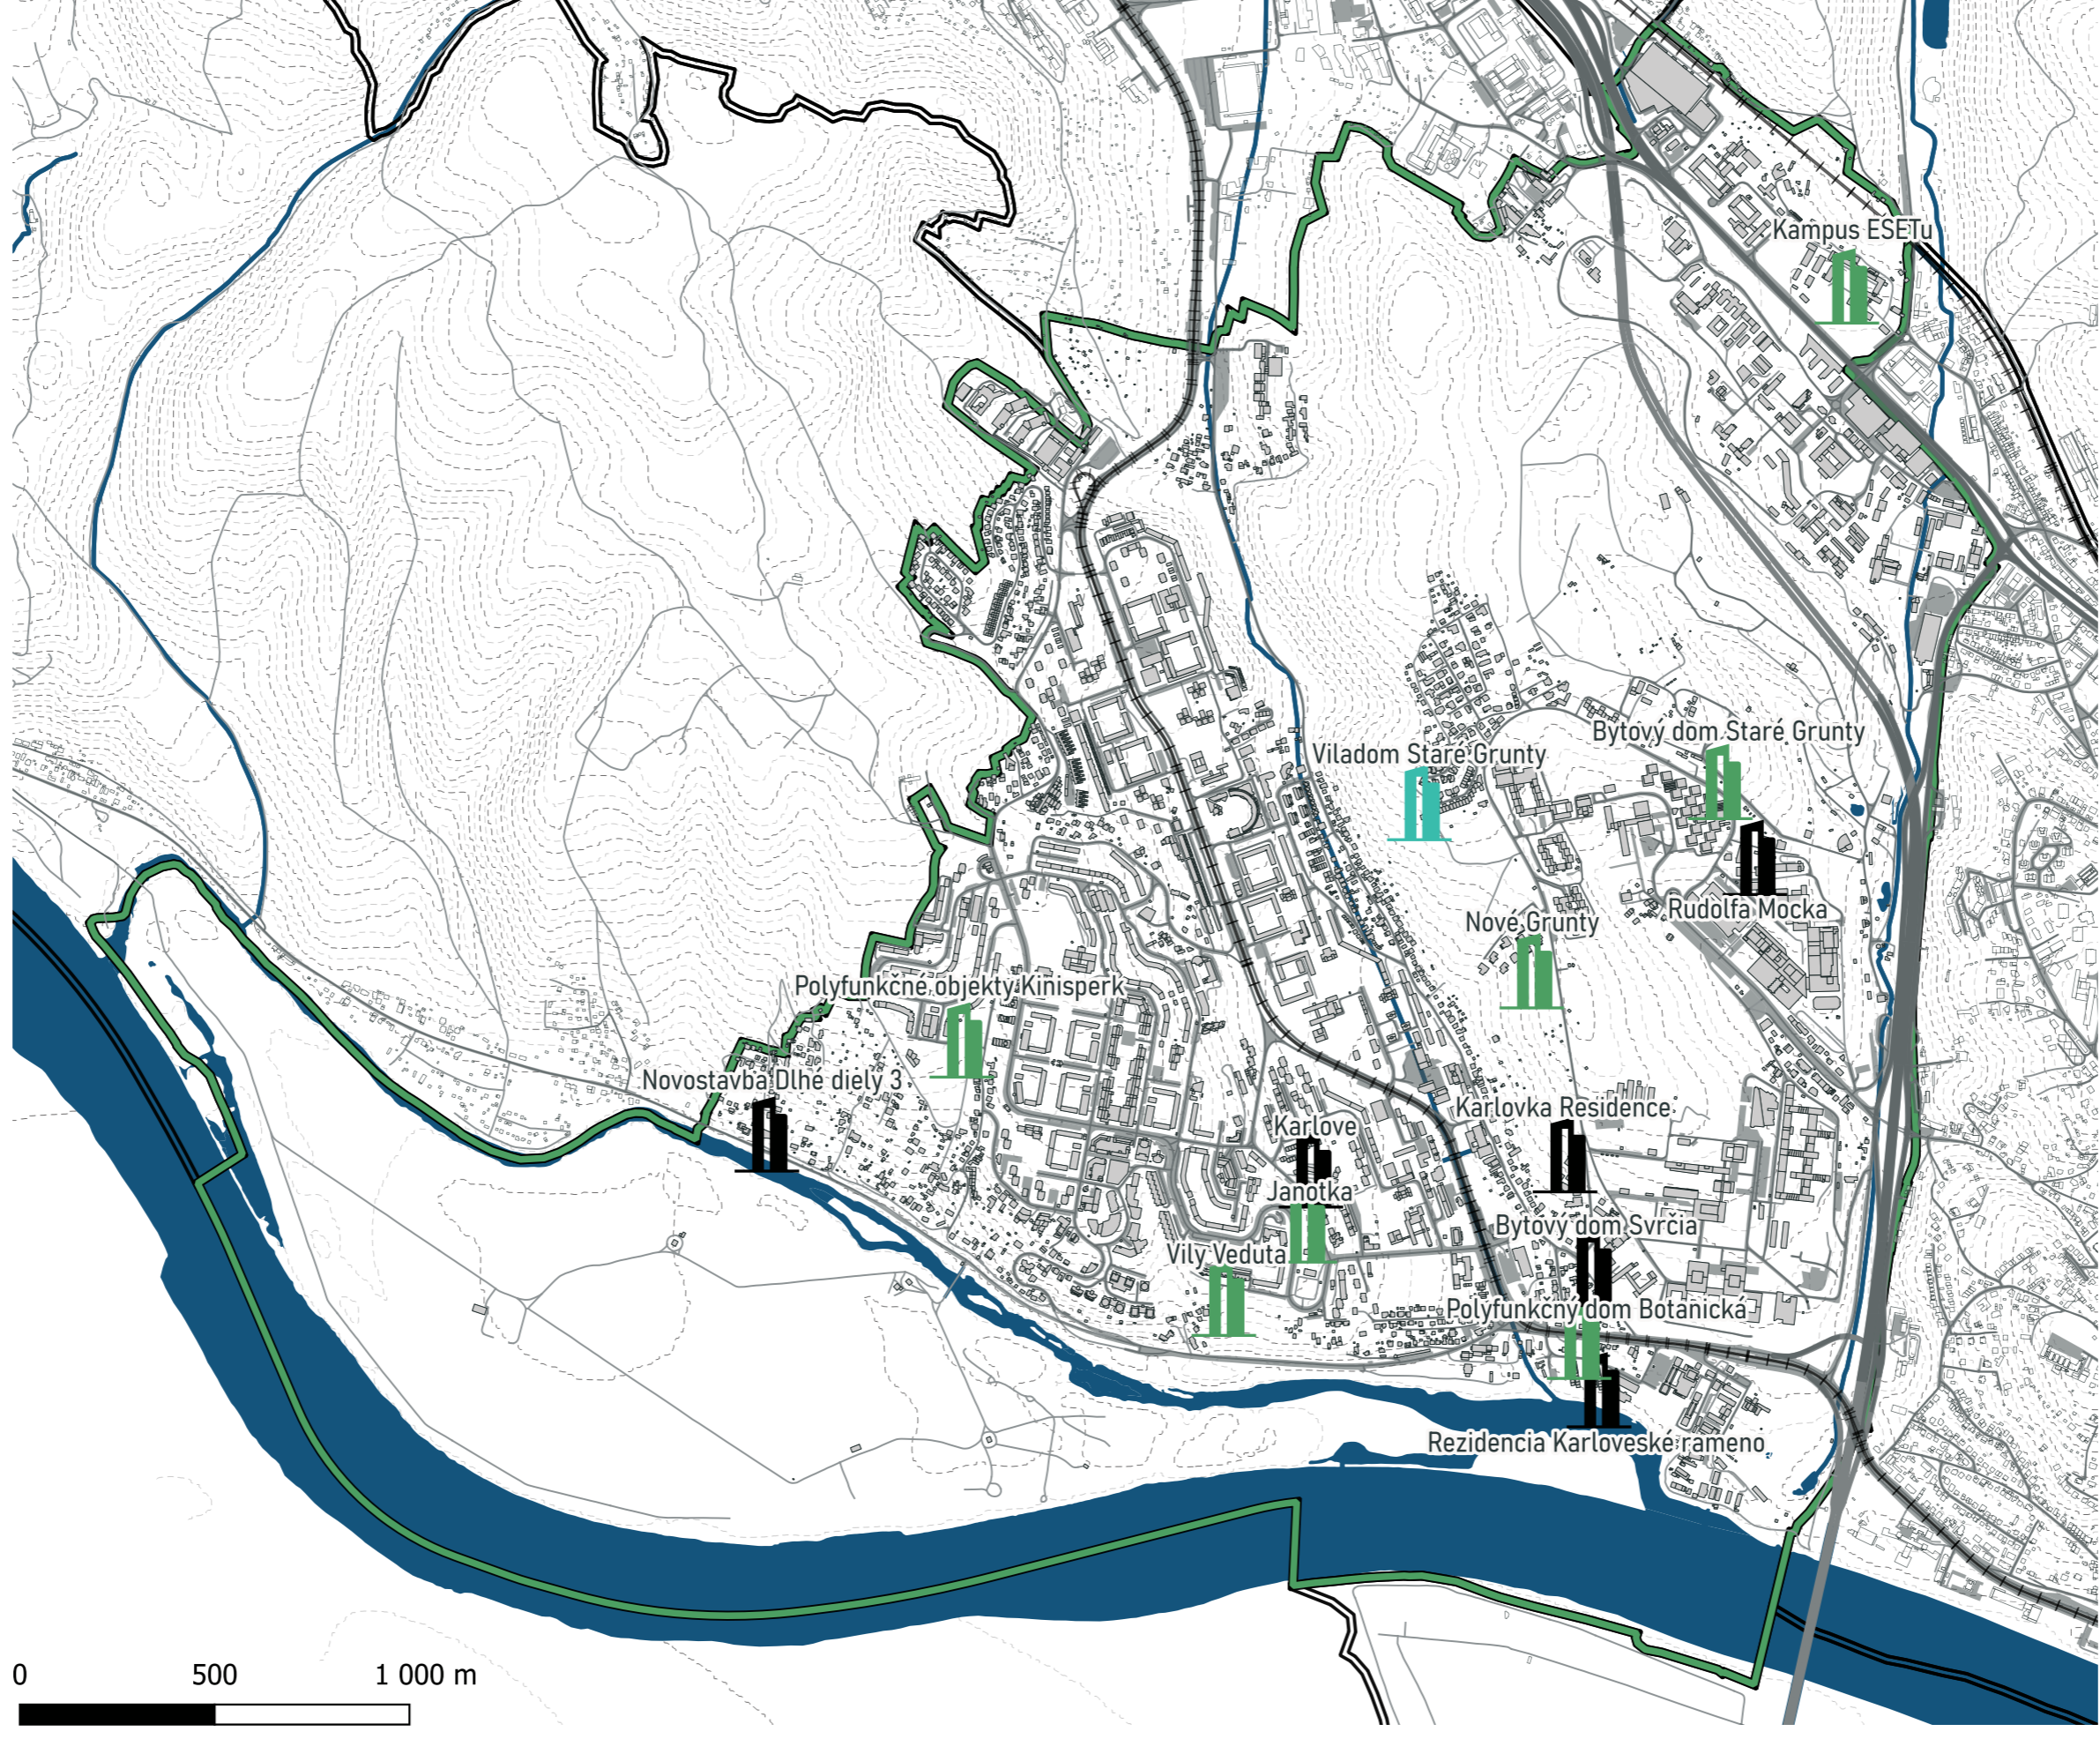 Kampus ESETu
Bytový dom Staré Grunty
Viladom Staré Grunty
Rudolfa Mocka
Nové Grunty
Polyfunkčné objekty Kinisperk
Novostavba Dlhé diely 3
Karlovka Residence
Karlove
Janotka
Bytový dom Svrčia
Vily Veduta
Polyfunkčný dom Botanická
Rezidencia Karloveské rameno
0 500 1 000 m